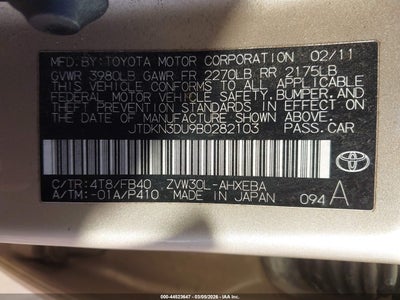 MFD. BY: TOYOTA MOTOR CORPORATION 02/11
GVWR 3980LB GAWR FR 2270LB RR 2175LB
THIS VEHICLE CONFORMS TO ALL APPLICABLE
FEDERAL MOTOR VEHICLE SAFETY, BUMPER, AND
THEFT PREVENTION STANDARDS IN EFFECT ON THE
DATE OF MANUFACTURE SHOWN ABOVE.
JTDKN3DU9B0282103 PASS.CAR
TOYOTA
C/TR: 4T8/FB40 ZVW30L-AHXEBA
A/TM: -01A/P410 MADE IN JAPAN 094 A
000-44523647 - 03/05/2026 - IAA Inc.